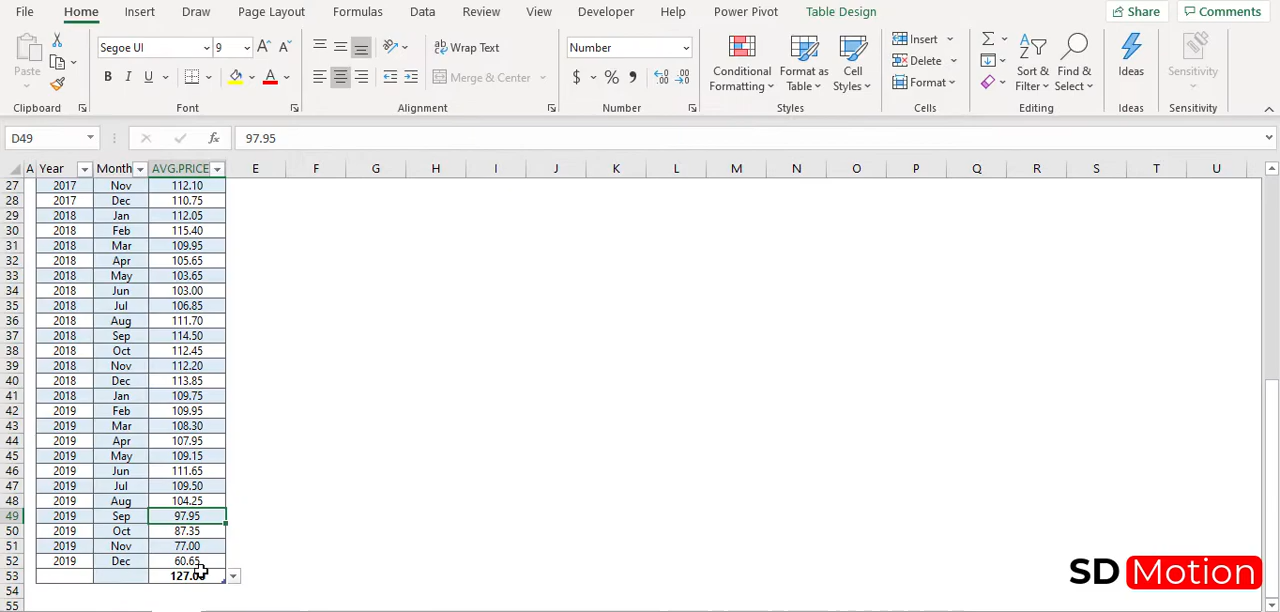 File Home Insert Draw Page Layout Formulas Data Review View Developer Help Power Pivot Table Design Share Comments
Segoe UI 9 A A Wrap Text Number Insert
Paste Conditional Format as Cell Delete Sort & Find & Ideas Sensitivity
B I U A Merge & Center $ % Formatting Table Styles Format Filter Select
Clipboard Font Alignment Number Styles Cells Editing Ideas Sensitivity
D49 fx 97.95
A Year Month AVG.PRICE E F G H I J K L M N O P Q R S T U
27 2017 Nov 112.10
28 2017 Dec 110.75
29 2018 Jan 112.05
30 2018 Feb 115.40
31 2018 Mar 109.95
32 2018 Apr 105.65
33 2018 May 103.65
34 2018 Jun 103.00
35 2018 Jul 106.85
36 2018 Aug 111.70
37 2018 Sep 114.50
38 2018 Oct 112.45
39 2018 Nov 112.20
40 2018 Dec 113.85
41 2018 Jan 109.75
42 2019 Feb 109.95
43 2019 Mar 108.30
44 2019 Apr 107.95
45 2019 May 109.15
46 2019 Jun 111.65
47 2019 Jul 109.50
48 2019 Aug 104.25
49 2019 Sep 97.95
50 2019 Oct 87.35
51 2019 Nov 77.00
52 2019 Dec 60.65
53
54
55
SD Motion